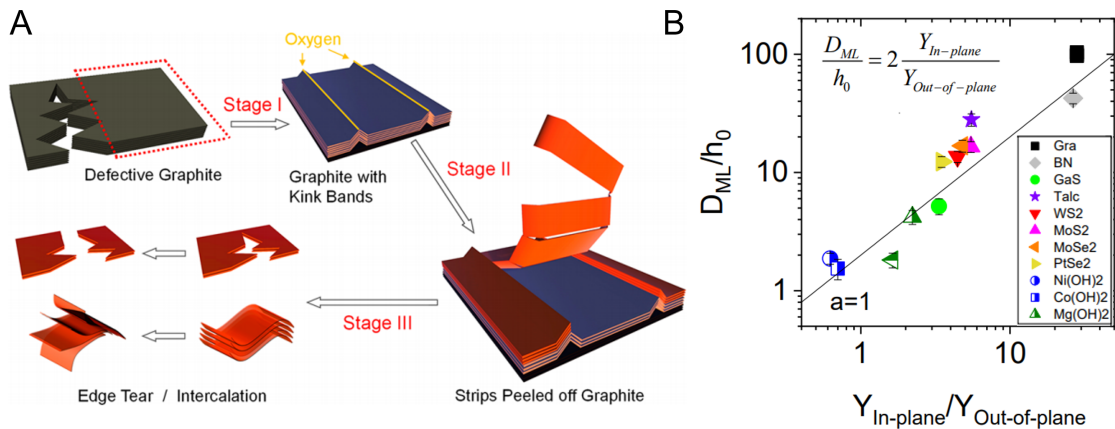 A
Oxygen
Stage I
Defective Graphite
Graphite with
Kink Bands
Stage II
Stage III
Edge Tear / Intercalation
Strips Peeled off Graphite
B
D_ML/h_0 = 2 Y_In-plane/Y_Out-of-plane
100
10
1
D_ML/h_0
Gra
BN
GaS
Talc
WS2
MoS2
MoSe2
PtSe2
Ni(OH)2
Co(OH)2
Mg(OH)2
a=1
1
10
Y_In-plane/Y_Out-of-plane